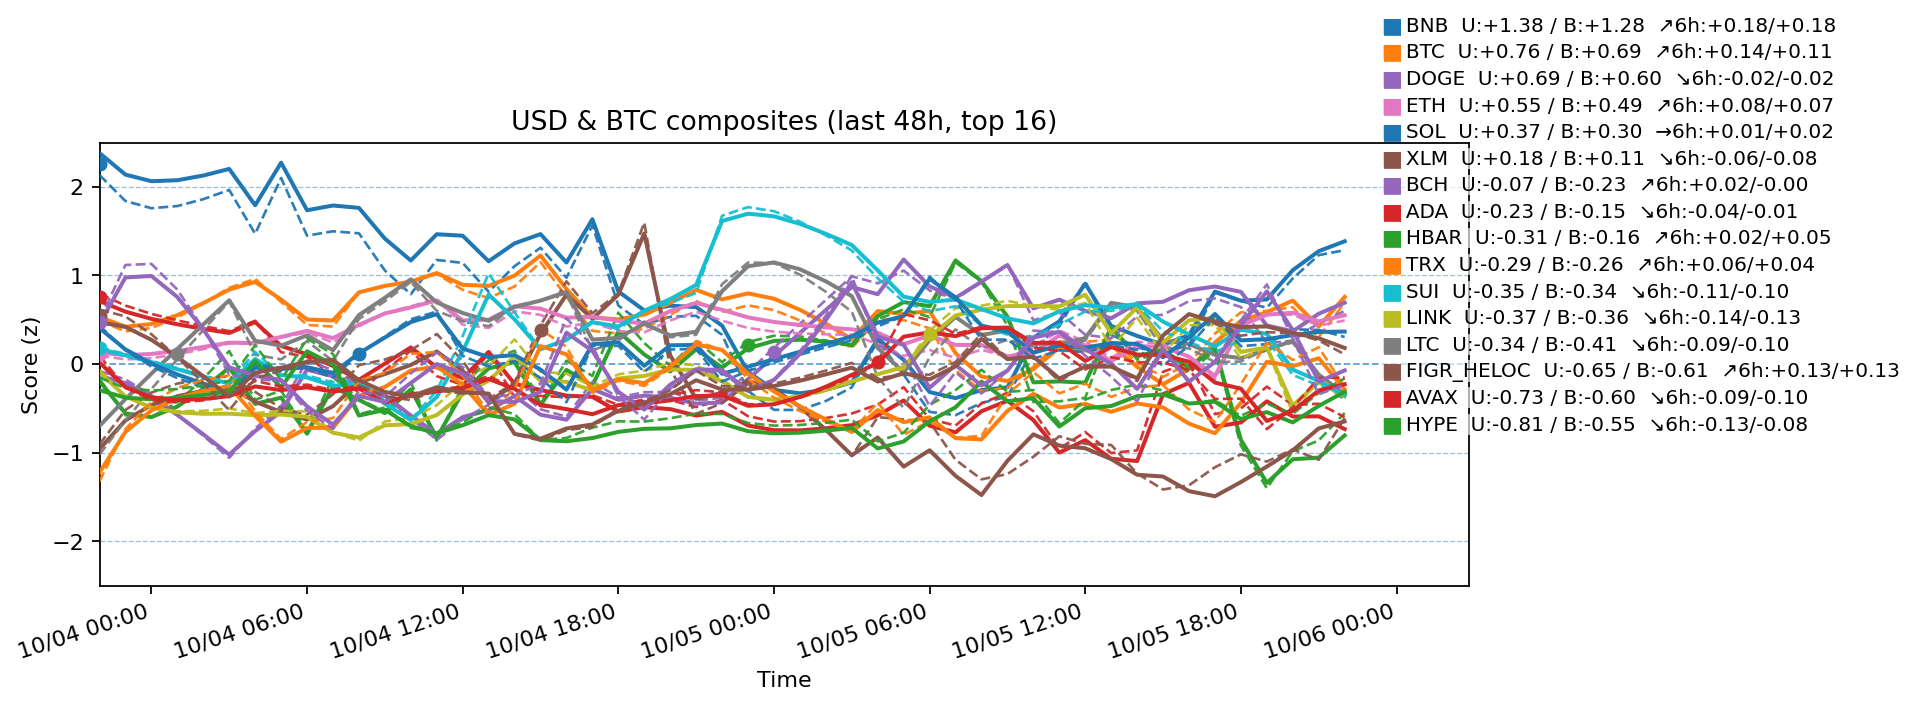 BNB  U:+1.38 / B:+1.28  ↗6h:+0.18/+0.18
BTC  U:+0.76 / B:+0.69  ↗6h:+0.14/+0.11
DOGE  U:+0.69 / B:+0.60  ↘6h:-0.02/-0.02
ETH  U:+0.55 / B:+0.49  ↗6h:+0.08/+0.07
SOL  U:+0.37 / B:+0.30  →6h:+0.01/+0.02
XLM  U:+0.18 / B:+0.11  ↘6h:-0.06/-0.08
BCH  U:-0.07 / B:-0.23  ↗6h:+0.02/-0.00
ADA  U:-0.23 / B:-0.15  ↘6h:-0.04/-0.01
HBAR  U:-0.31 / B:-0.16  ↗6h:+0.02/+0.05
TRX  U:-0.29 / B:-0.26  ↗6h:+0.06/+0.04
SUI  U:-0.35 / B:-0.34  ↘6h:-0.11/-0.10
LINK  U:-0.37 / B:-0.36  ↘6h:-0.14/-0.13
LTC  U:-0.34 / B:-0.41  ↘6h:-0.09/-0.10
FIGR_HELOC  U:-0.65 / B:-0.61  ↗6h:+0.13/+0.13
AVAX  U:-0.73 / B:-0.60  ↘6h:-0.09/-0.10
HYPE  U:-0.81 / B:-0.55  ↘6h:-0.13/-0.08
USD & BTC composites (last 48h, top 16)
Score (z)
2
1
0
−1
−2
10/04 00:00
10/04 06:00
10/04 12:00
10/04 18:00
10/05 00:00
10/05 06:00
10/05 12:00
10/05 18:00
10/06 00:00
Time